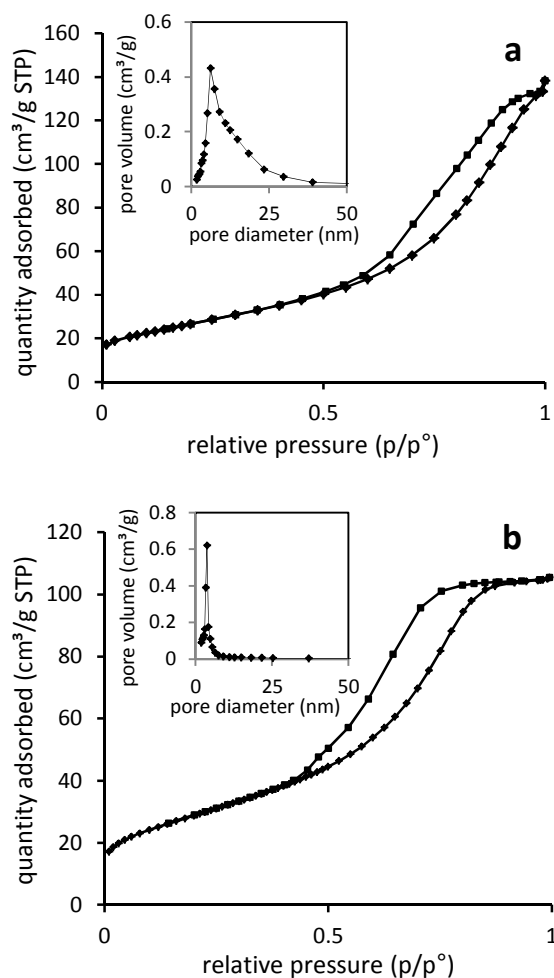 a
160
140
120
100
80
60
40
20
0
quantity adsorbed (cm³/g STP)
0 0.5 1
relative pressure (p/p°)
0.6
0.4
0.2
0
pore volume (cm³/g)
0 25 50
pore diameter (nm)
b
120
100
80
60
40
20
0
quantity adsorbed (cm³/g STP)
0 0.5 1
relative pressure (p/p°)
0.8
0.6
0.4
0.2
0
pore volume (cm³/g)
0 25 50
pore diameter (nm)